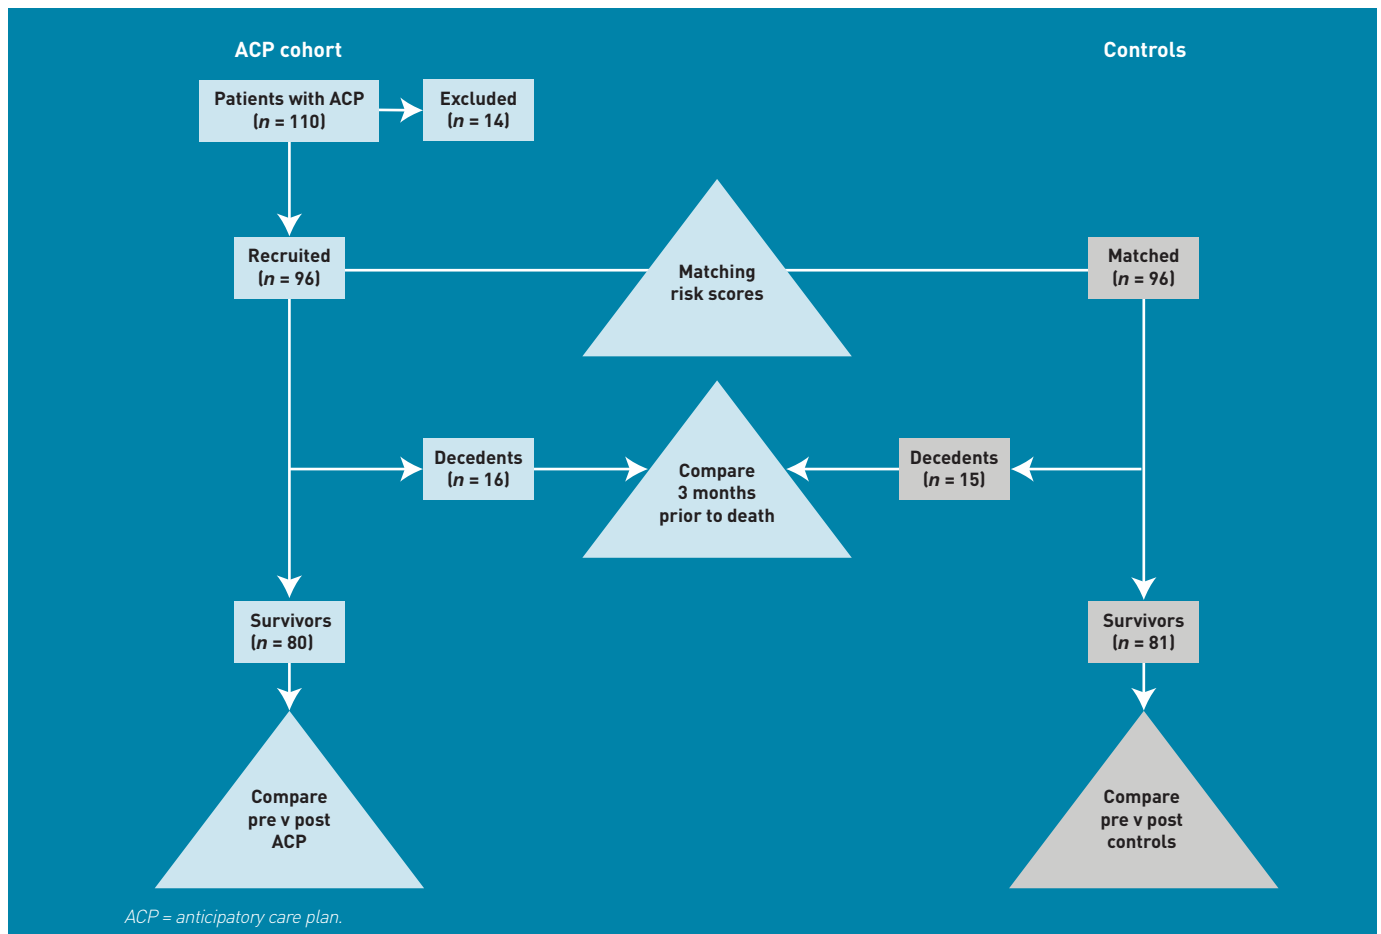 ACP cohort
Controls
Patients with ACP
(n = 110)
Excluded
(n = 14)
Recruited
(n = 96)
Matching
risk scores
Matched
(n = 96)
Decedents
(n = 16)
Compare
3 months
prior to death
Decedents
(n = 15)
Survivors
(n = 80)
Survivors
(n = 81)
Compare
pre v post
ACP
Compare
pre v post
controls
ACP = anticipatory care plan.